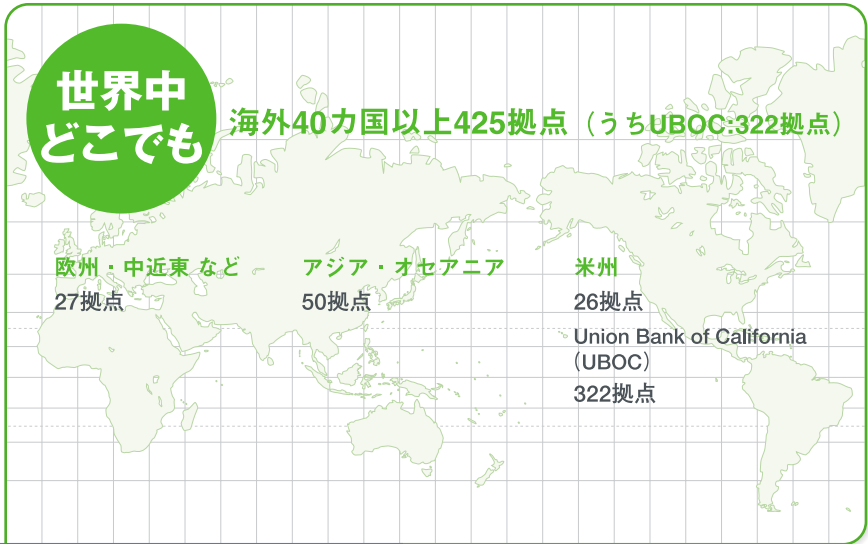 世界中
どこでも
海外40カ国以上425拠点（うちUBOC:322拠点）
欧州・中近東 など
27拠点
アジア・オセアニア
50拠点
米州
26拠点
Union Bank of California
(UBOC)
322拠点